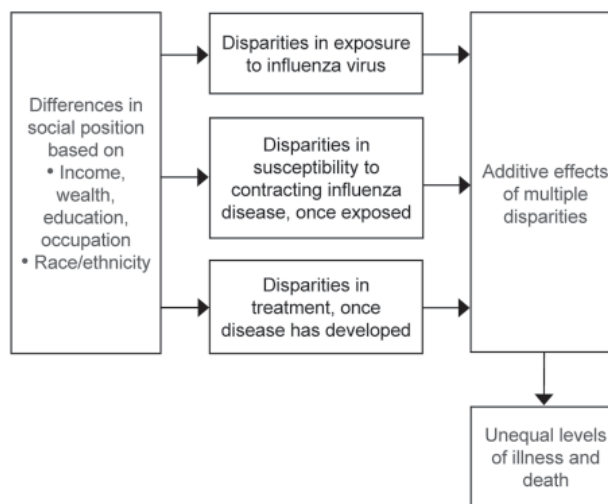 Differences in
social position
based on
• Income,
wealth,
education,
occupation
• Race/ethnicity
Disparities in exposure
to influenza virus
Disparities in
susceptibility to
contracting influenza
disease, once exposed
Disparities in
treatment, once
disease has developed
Additive effects
of multiple
disparities
Unequal levels
of illness and
death